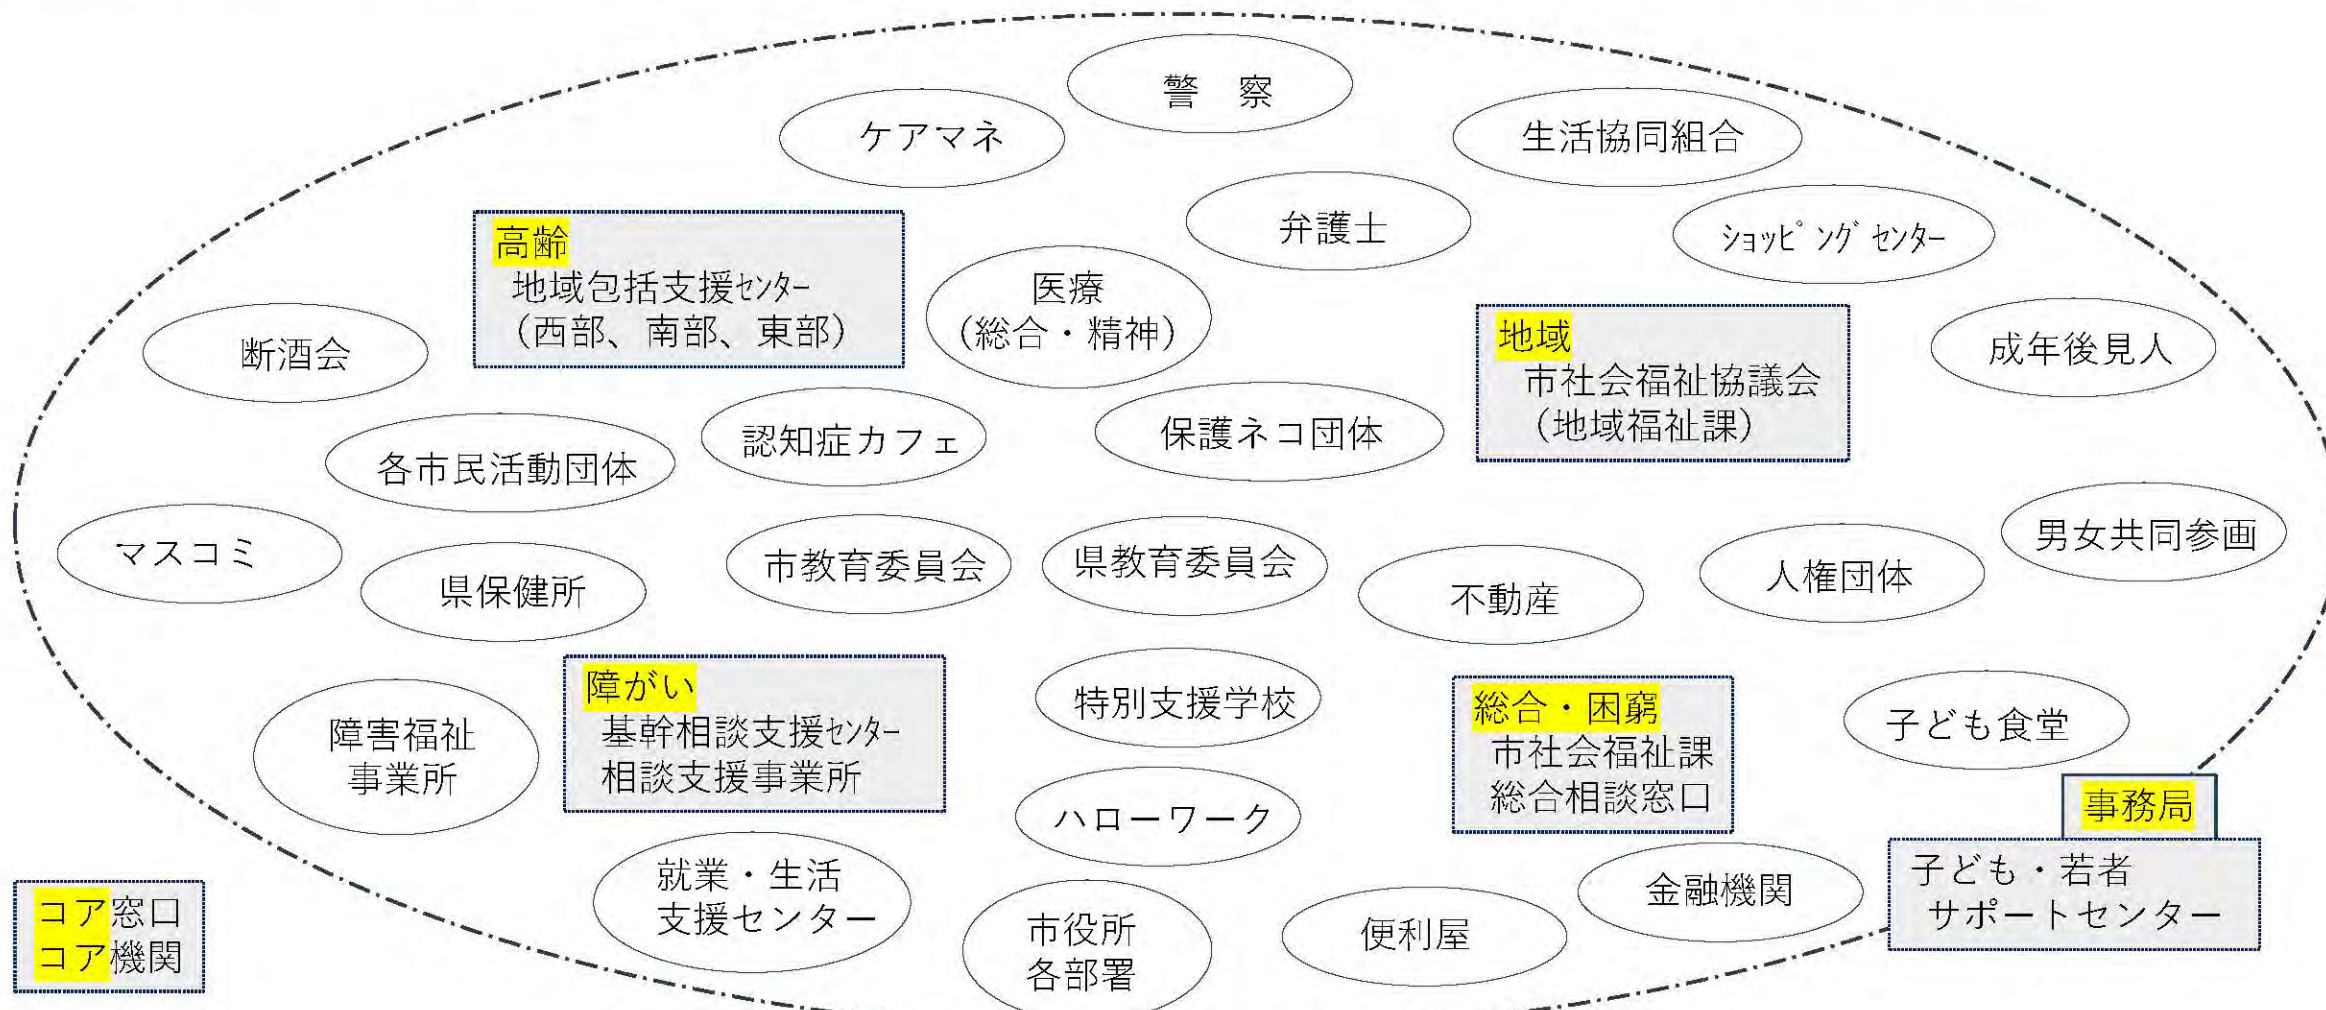 警　察
ケアマネ
生活協同組合
弁護士
ショッピングセンター
高齢
地域包括支援センター
（西部、南部、東部）
医療
（総合・精神）
地域
市社会福祉協議会
（地域福祉課）
断酒会
成年後見人
認知症カフェ
保護ネコ団体
各市民活動団体
マスコミ
県保健所
市教育委員会
県教育委員会
不動産
人権団体
男女共同参画
障害福祉
事業所
障がい
基幹相談支援センター
相談支援事業所
特別支援学校
総合・困窮
市社会福祉課
総合相談窓口
子ども食堂
ハローワーク
事務局
子ども・若者
サポートセンター
就業・生活
支援センター
市役所
各部署
便利屋
金融機関
コア窓口
コア機関